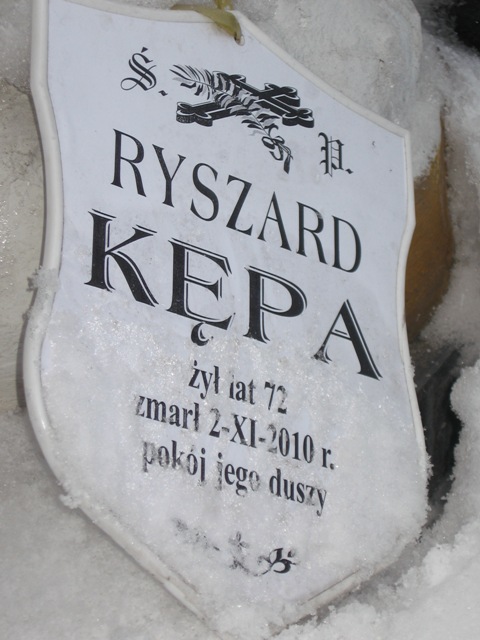 Ś. P.
RYSZARD
KĘPA
żył lat 72
zmarł 2-XI-2010 r.
pokój jego duszy